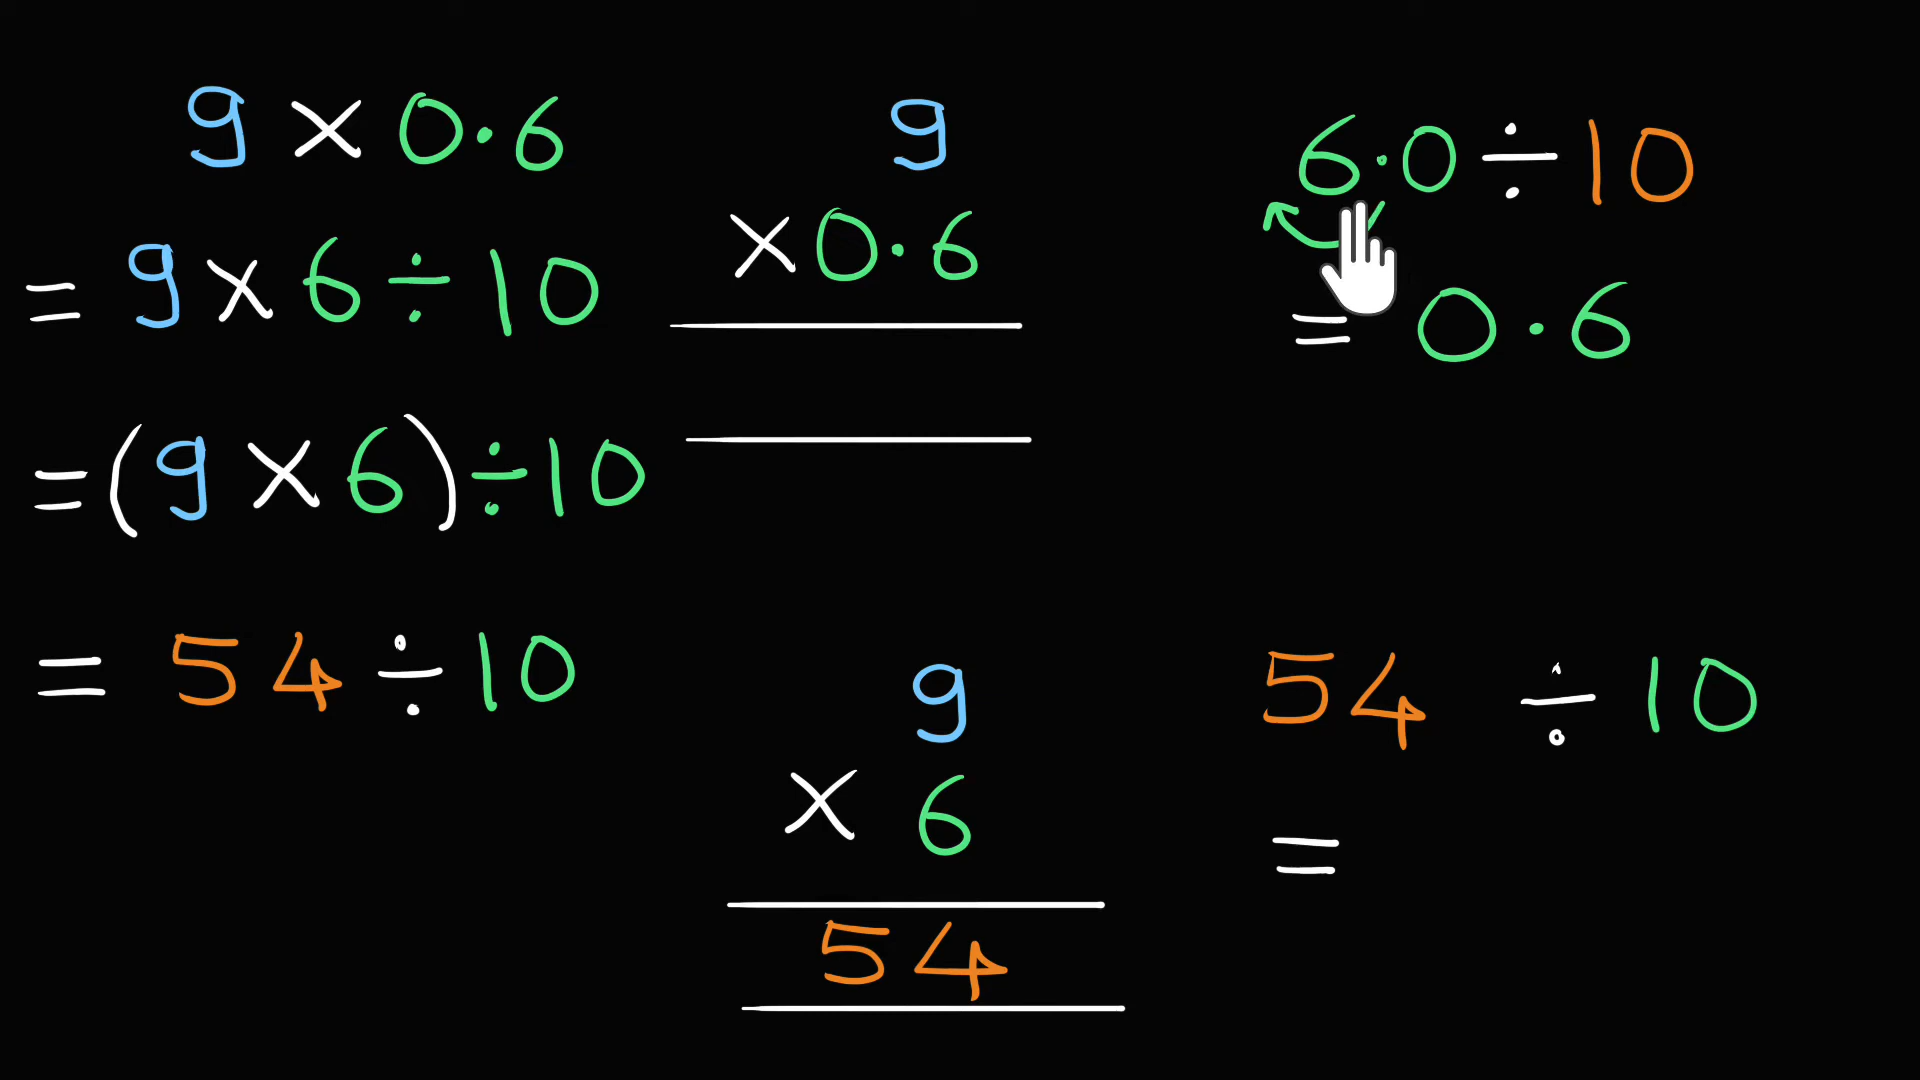 9 × 0.6
= 9 × 6 ÷ 10
= (9 × 6) ÷ 10
= 54 ÷ 10
9
× 0.6
9
× 6
54
6.0 ÷ 10
= 0.6
54 ÷ 10
=